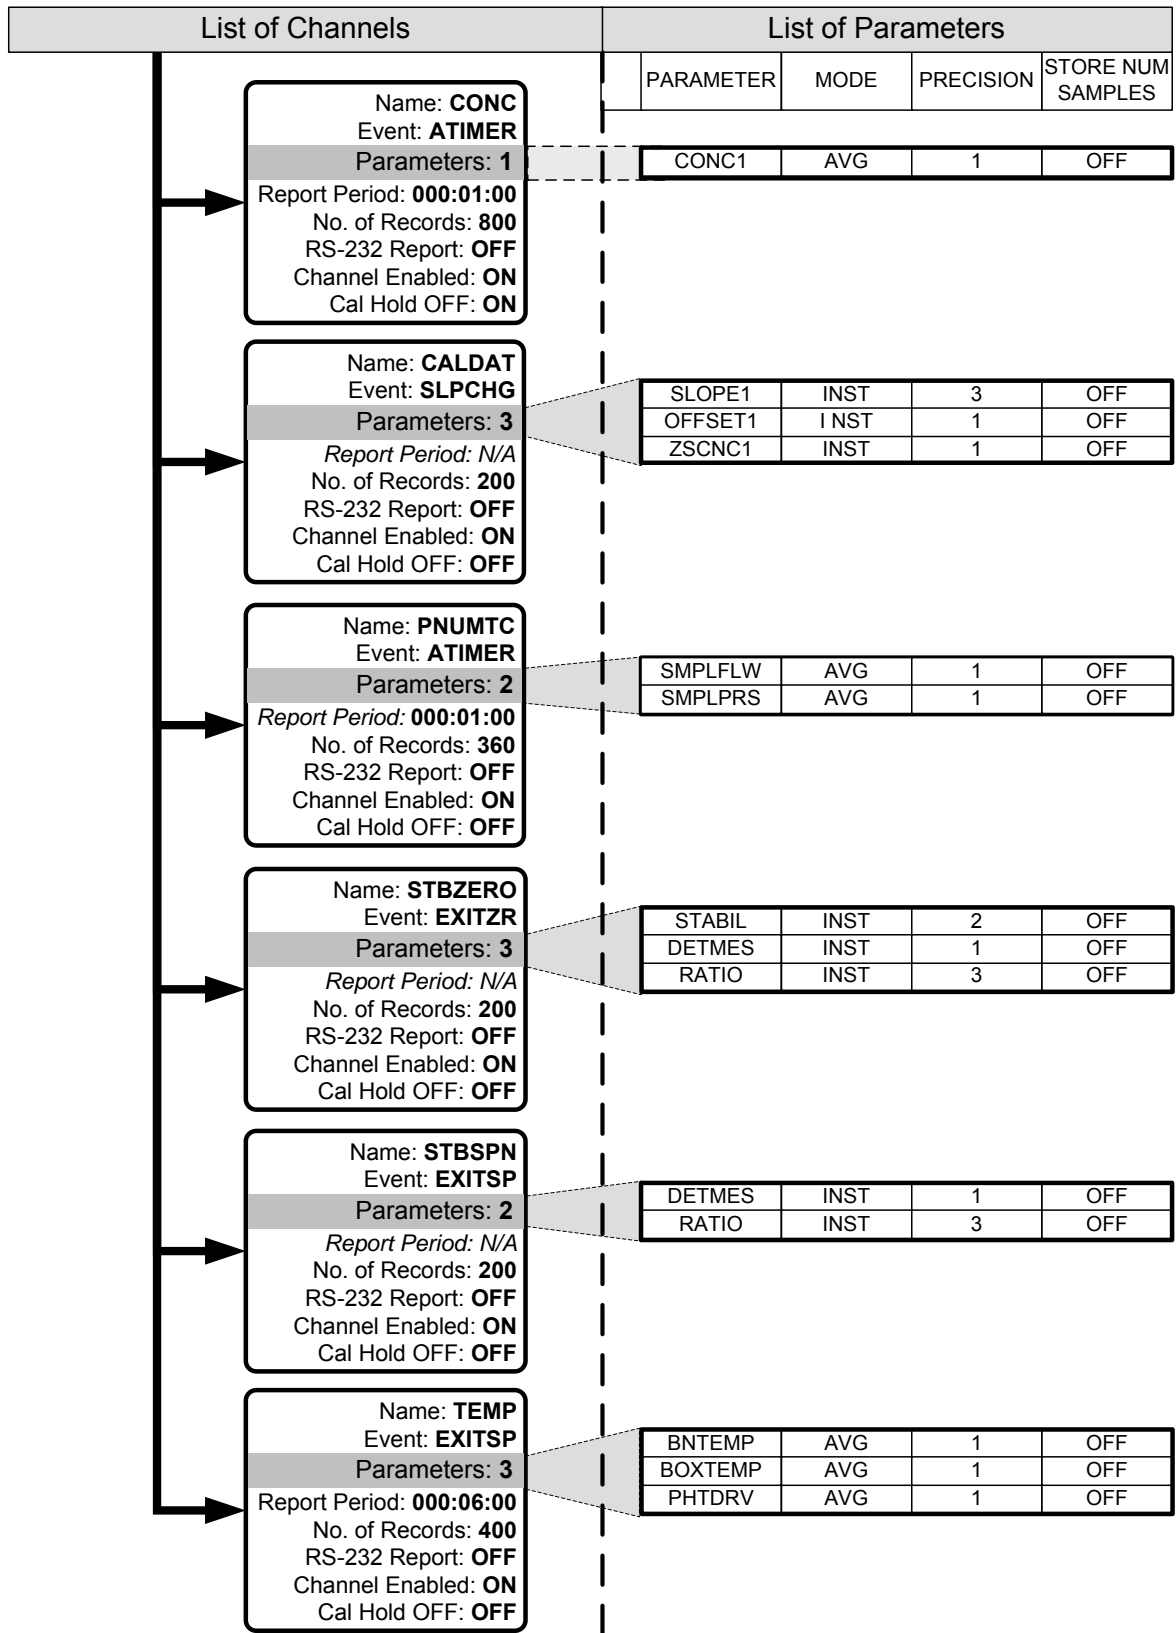 List of Channels
List of Parameters
PARAMETER MODE PRECISION STORE NUM SAMPLES
Name: CONC
Event: ATIMER
Parameters: 1
Report Period: 000:01:00
No. of Records: 800
RS-232 Report: OFF
Channel Enabled: ON
Cal Hold OFF: ON
CONC1 AVG 1 OFF
Name: CALDAT
Event: SLPCHG
Parameters: 3
Report Period: N/A
No. of Records: 200
RS-232 Report: OFF
Channel Enabled: ON
Cal Hold OFF: OFF
SLOPE1 INST 3 OFF
OFFSET1 I NST 1 OFF
ZSCNC1 INST 1 OFF
Name: PNUMTC
Event: ATIMER
Parameters: 2
Report Period: 000:01:00
No. of Records: 360
RS-232 Report: OFF
Channel Enabled: ON
Cal Hold OFF: OFF
SMPLFLW AVG 1 OFF
SMPLPRS AVG 1 OFF
Name: STBZERO
Event: EXITZR
Parameters: 3
Report Period: N/A
No. of Records: 200
RS-232 Report: OFF
Channel Enabled: ON
Cal Hold OFF: OFF
STABIL INST 2 OFF
DETMES INST 1 OFF
RATIO INST 3 OFF
Name: STBSPN
Event: EXITSP
Parameters: 2
Report Period: N/A
No. of Records: 200
RS-232 Report: OFF
Channel Enabled: ON
Cal Hold OFF: OFF
DETMES INST 1 OFF
RATIO INST 3 OFF
Name: TEMP
Event: EXITSP
Parameters: 3
Report Period: 000:06:00
No. of Records: 400
RS-232 Report: OFF
Channel Enabled: ON
Cal Hold OFF: OFF
BNTEMP AVG 1 OFF
BOXTEMP AVG 1 OFF
PHTDRV AVG 1 OFF